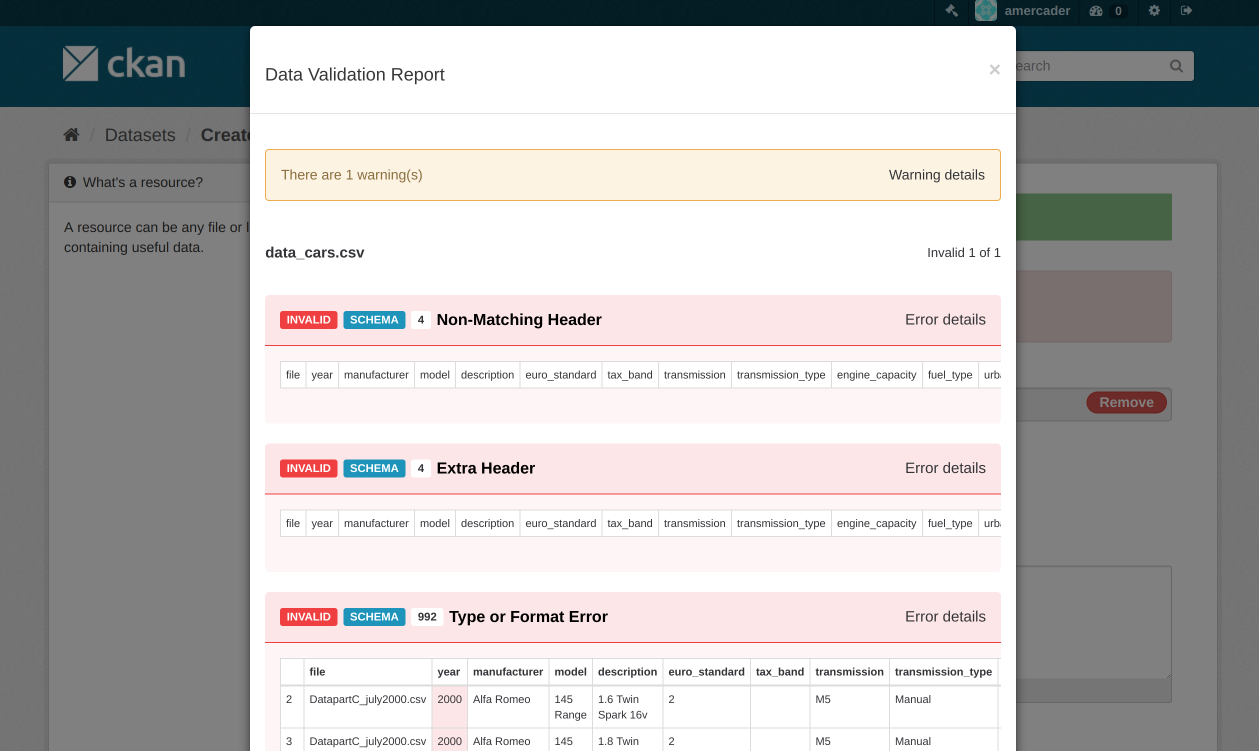 amercader 0
ckan
earch
Datasets / Create
What's a resource?
A resource can be any file or l
containing useful data.
Remove
Data Validation Report ×
There are 1 warning(s) Warning details
data_cars.csv Invalid 1 of 1
INVALID SCHEMA 4 Non-Matching Header Error details
file year manufacturer model description euro_standard tax_band transmission transmission_type engine_capacity fuel_type urb
INVALID SCHEMA 4 Extra Header Error details
file year manufacturer model description euro_standard tax_band transmission transmission_type engine_capacity fuel_type urb
INVALID SCHEMA 992 Type or Format Error Error details
file year manufacturer model description euro_standard tax_band transmission transmission_type
2 DatapartC_july2000.csv 2000 Alfa Romeo 145 Range 1.6 Twin Spark 16v 2 M5 Manual
3 DatapartC_july2000.csv 2000 Alfa Romeo 145 1.8 Twin 2 M5 Manual